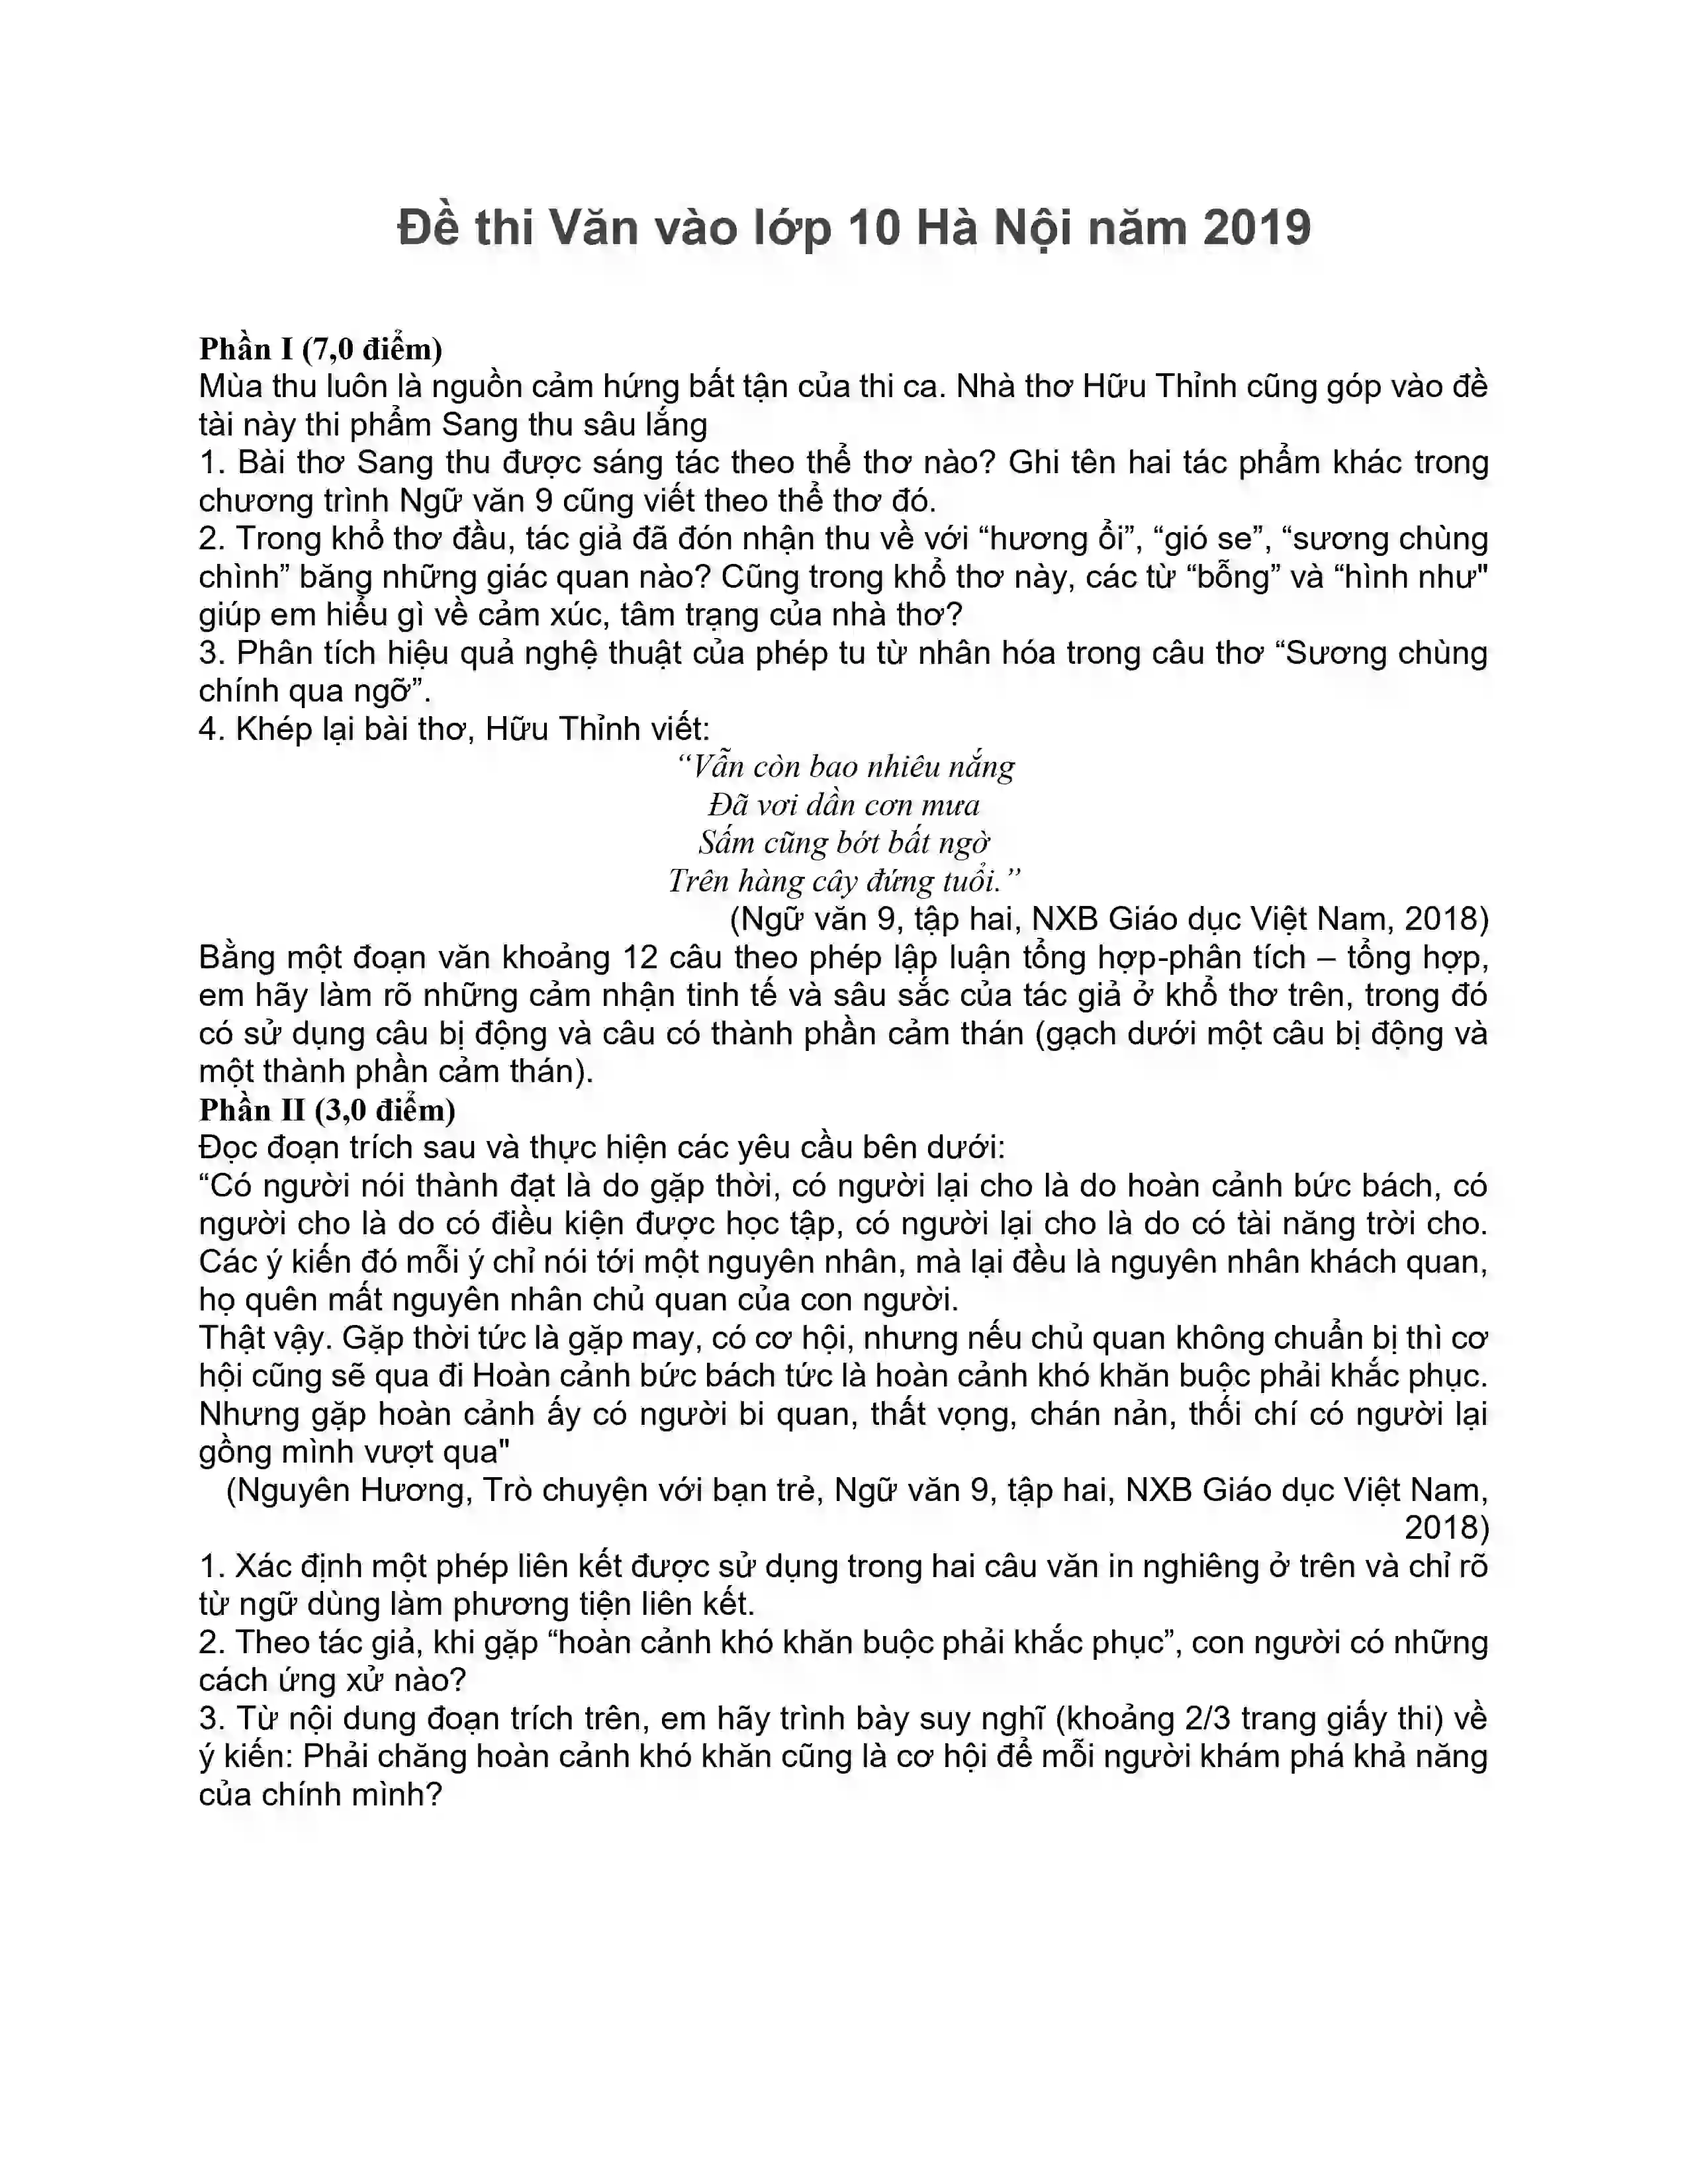 Đề thi Văn vào lớp 10 Hà Nội năm 2019
Phần I (7,0 điểm)
Mùa thu luôn là nguồn cảm hứng bất tận của thi ca. Nhà thơ Hữu Thỉnh cũng góp vào đề
tài này thi phẩm Sang thu sâu lắng
1. Bài thơ Sang thu được sáng tác theo thể thơ nào? Ghi tên hai tác phẩm khác trong
chương trình Ngữ văn 9 cũng viết theo thể thơ đó.
2. Trong khổ thơ đầu, tác giả đã đón nhận thu về với “hương ổi”, “gió se”, “sương chùng
chình” băng những giác quan nào? Cũng trong khổ thơ này, các từ “bỗng” và “hình như"
giúp em hiểu gì về cảm xúc, tâm trạng của nhà thơ?
3. Phân tích hiệu quả nghệ thuật của phép tu từ nhân hóa trong câu thơ “Sương chùng
chính qua ngỡ”.
4. Khép lại bài thơ, Hữu Thỉnh viết:
“Vẫn còn bao nhiêu nắng
Đã vơi dần cơn mưa
Sấm cũng bớt bất ngờ
Trên hàng cây đứng tuổi.”
(Ngữ văn 9, tập hai, NXB Giáo dục Việt Nam, 2018)
Bằng một đoạn văn khoảng 12 câu theo phép lập luận tổng hợp-phân tích – tổng hợp,
em hãy làm rõ những cảm nhận tinh tế và sâu sắc của tác giả ở khổ thơ trên, trong đó
có sử dụng câu bị động và câu có thành phần cảm thán (gạch dưới một câu bị động và
một thành phần cảm thán).
Phần II (3,0 điểm)
Đọc đoạn trích sau và thực hiện các yêu cầu bên dưới:
“Có người nói thành đạt là do gặp thời, có người lại cho là do hoàn cảnh bức bách, có
người cho là do có điều kiện được học tập, có người lại cho là do có tài năng trời cho.
Các ý kiến đó mỗi ý chỉ nói tới một nguyên nhân, mà lại đều là nguyên nhân khách quan,
họ quên mất nguyên nhân chủ quan của con người.
Thật vậy. Gặp thời tức là gặp may, có cơ hội, nhưng nếu chủ quan không chuẩn bị thì cơ
hội cũng sẽ qua đi Hoàn cảnh bức bách tức là hoàn cảnh khó khăn buộc phải khắc phục.
Nhưng gặp hoàn cảnh ấy có người bi quan, thất vọng, chán nản, thối chí có người lại
gồng mình vượt qua"
(Nguyên Hương, Trò chuyện với bạn trẻ, Ngữ văn 9, tập hai, NXB Giáo dục Việt Nam,
2018)
1. Xác định một phép liên kết được sử dụng trong hai câu văn in nghiêng ở trên và chỉ rõ
từ ngữ dùng làm phương tiện liên kết.
2. Theo tác giả, khi gặp “hoàn cảnh khó khăn buộc phải khắc phục”, con người có những
cách ứng xử nào?
3. Từ nội dung đoạn trích trên, em hãy trình bày suy nghĩ (khoảng 2/3 trang giấy thi) về
ý kiến: Phải chăng hoàn cảnh khó khăn cũng là cơ hội để mỗi người khám phá khả năng
của chính mình?